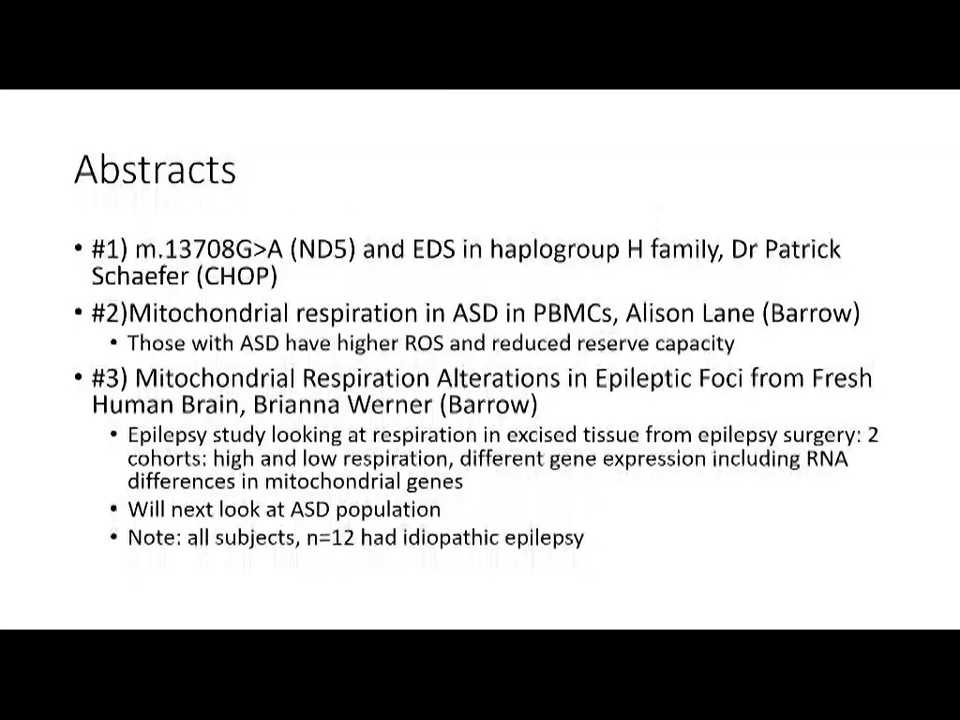 Abstracts
• #1) m.13708G>A (ND5) and EDS in haplogroup H family, Dr Patrick
Schaefer (CHOP)
• #2)Mitochondrial respiration in ASD in PBMCs, Alison Lane (Barrow)
• Those with ASD have higher ROS and reduced reserve capacity
• #3) Mitochondrial Respiration Alterations in Epileptic Foci from Fresh
Human Brain, Brianna Werner (Barrow)
• Epilepsy study looking at respiration in excised tissue from epilepsy surgery: 2
cohorts: high and low respiration, different gene expression including RNA
differences in mitochondrial genes
• Will next look at ASD population
• Note: all subjects, n=12 had idiopathic epilepsy